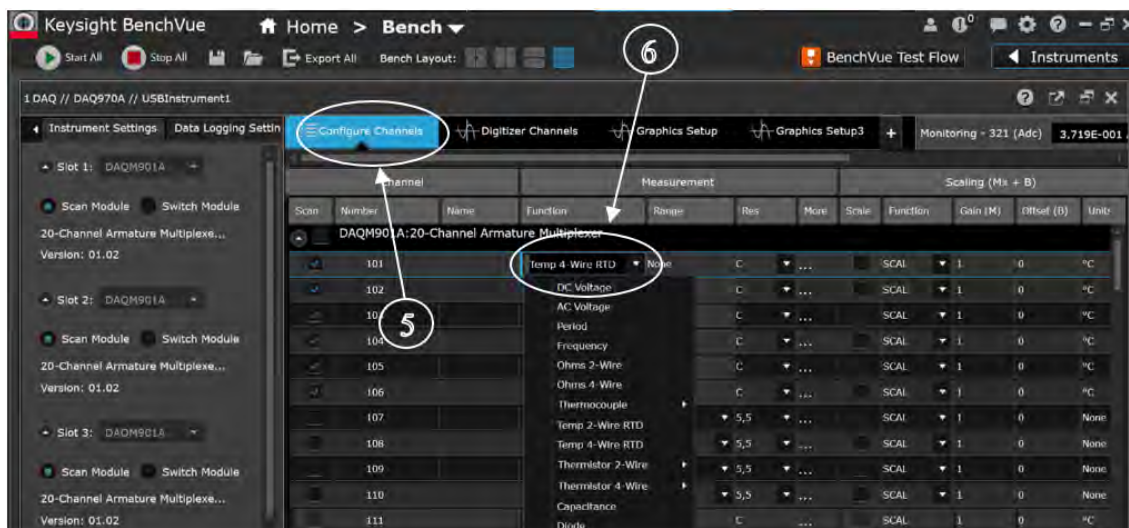 Keysight BenchVue Home > Bench
Start All Stop All Export All Bench Layout: BenchVue Test Flow Instruments
6
1 DAQ // DAQ970A // USBInstrument1
Instrument Settings Data Logging Settin Configure Channels Digitizer Channels Graphics Setup Graphics Setup3 + Monitoring - 321 (Adc) 3,719E-001
Slot 1: DAQM901A
Channel Measurement Scaling (Mx + B)
Scan Module Switch Module
Scan Number Name Function Range Res More Scale Function Gain (M) Offset (B) Units
20-Channel Armature Multiplexe...
DAQM901A:20-Channel Armature Multiplexer
Version: 01.02
101 Temp 4-Wire RTD None C ... SCAL 1 0 °C
Slot 2: DAQM901A
102 DC Voltage C ... SCAL 1 0 °C
AC Voltage
5
Period C ... SCAL 1 0 °C
Scan Module Switch Module
104 Frequency C ... SCAL 1 0 °C
20-Channel Armature Multiplexe...
105 Ohms 2-Wire C ... SCAL 1 0 °C
Version: 01.02
106 Ohms 4-Wire C ... SCAL 1 0 °C
Thermocouple
107 Temp 2-Wire RTD 5,5 ... SCAL 1 0 None
Slot 3: DAQM901A
108 Temp 4-Wire RTD 5,5 ... SCAL 1 0 None
Scan Module Switch Module
109 Thermistor 2-Wire 5,5 ... SCAL 1 0 None
20-Channel Armature Multiplexe...
110 Thermistor 4-Wire 5,5 ... SCAL 1 0 None
Capacitance
Version: 01.02
111 Diode C ... SCAL 1 0 °C